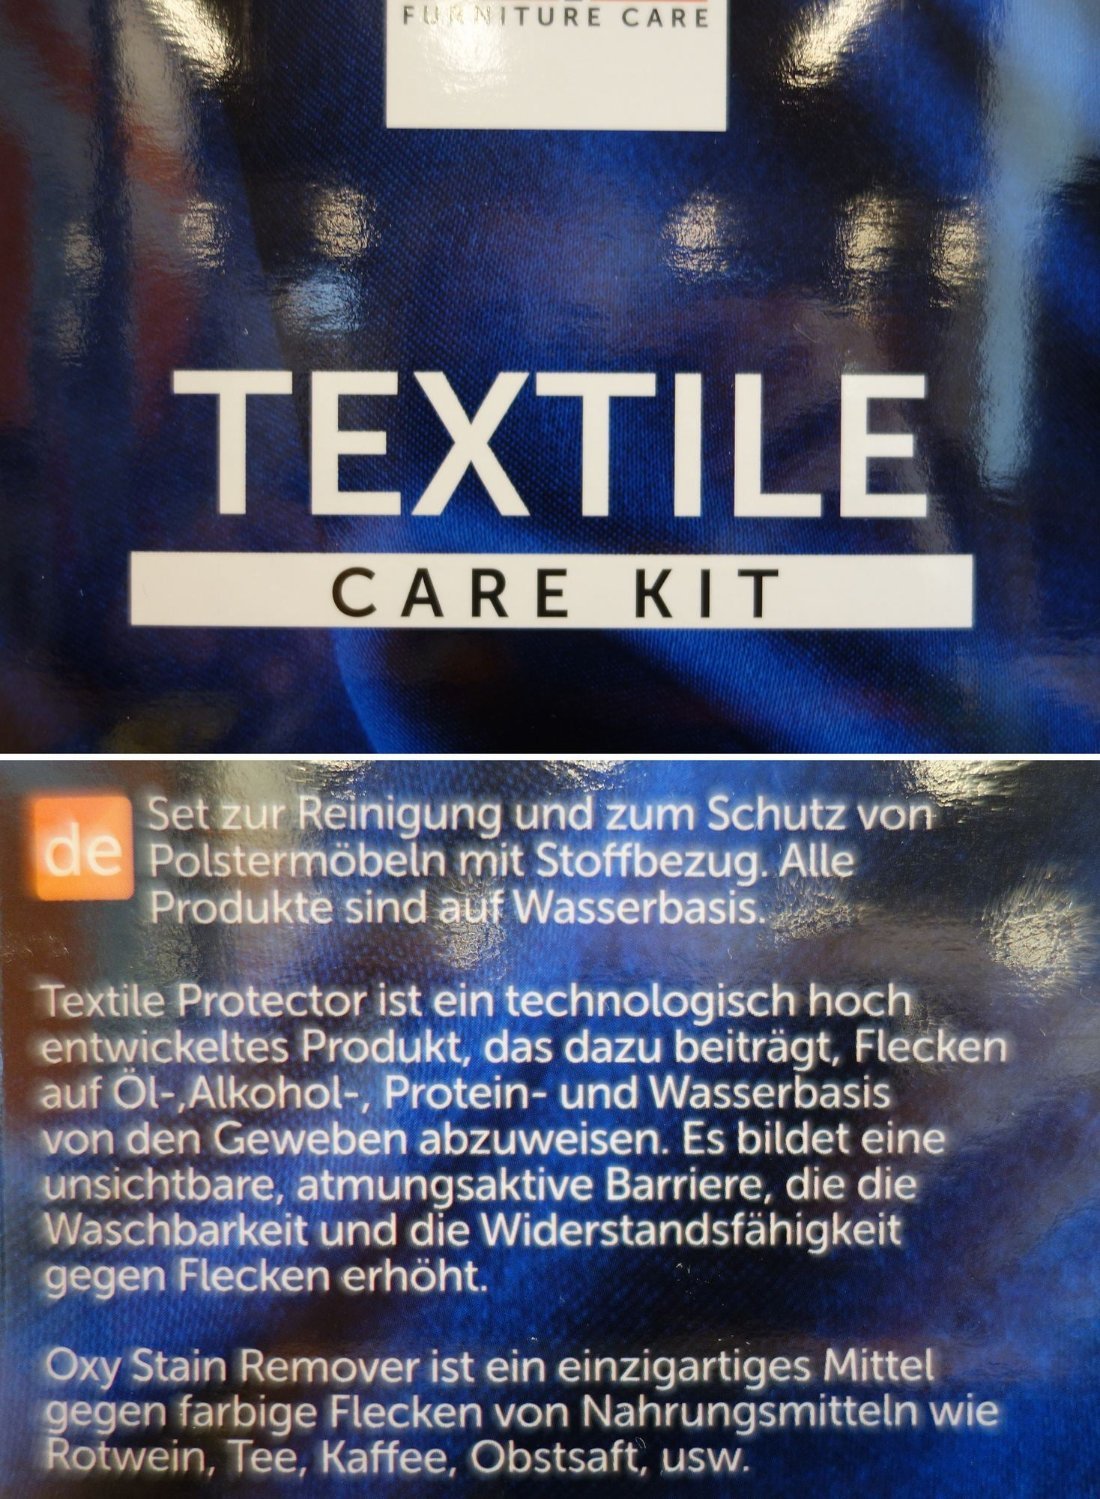 FURNITURE CARE
TEXTILE
CARE KIT
de
Set zur Reinigung und zum Schutz von
Polstermöbeln mit Stoffbezug. Alle
Produkte sind auf Wasserbasis.
Textile Protector ist ein technologisch hoch
entwickeltes Produkt, das dazu beiträgt, Flecken
auf Öl-,Alkohol-, Protein- und Wasserbasis
von den Geweben abzuweisen. Es bildet eine
unsichtbare, atmungsaktive Barriere, die die
Waschbarkeit und die Widerstandsfähigkeit
gegen Flecken erhöht.
Oxy Stain Remover ist ein einzigartiges Mittel
gegen farbige Flecken von Nahrungsmitteln wie
Rotwein, Tee, Kaffee, Obstsaft, usw.